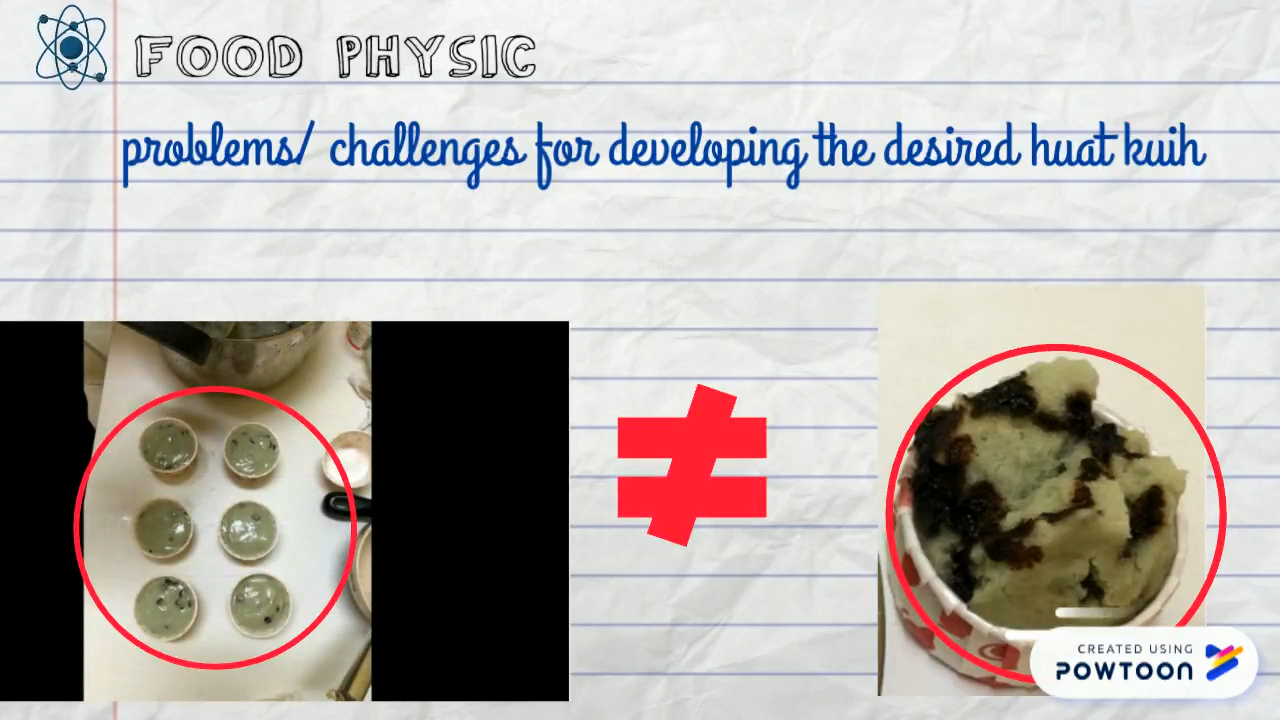 FOOD PHYSIC
problems/ challenges for developing the desired huat kuih
CREATED USING
POWTOON